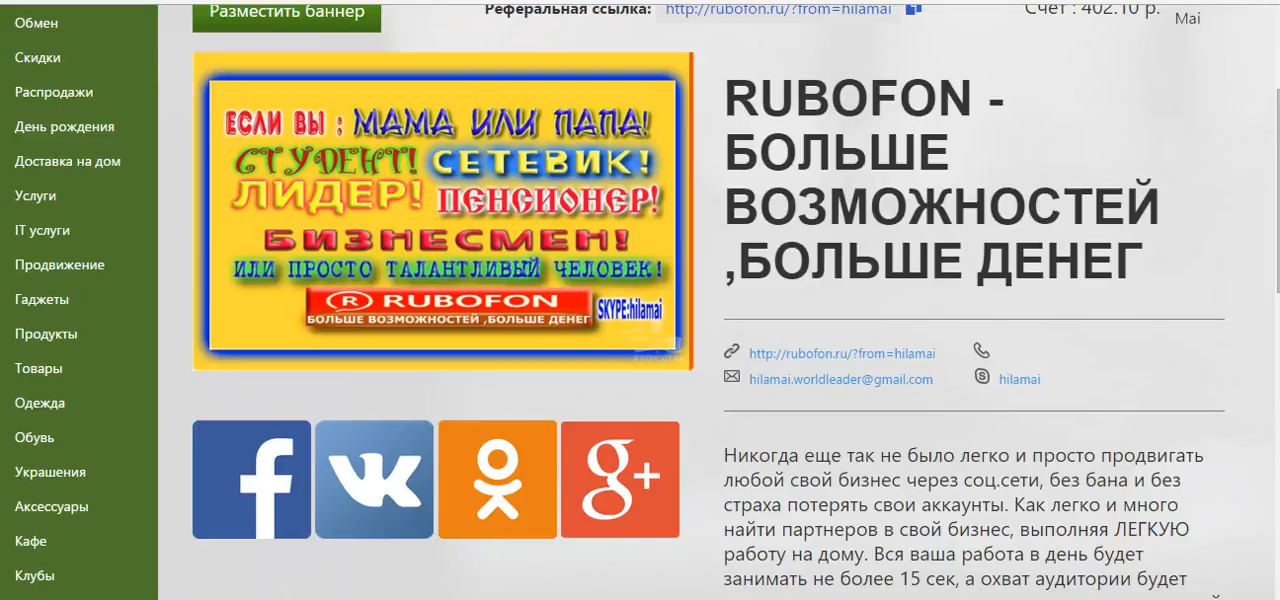 Обмен
Скидки
Распродажи
День рождения
Доставка на дом
Услуги
IT услуги
Продвижение
Гаджеты
Продукты
Товары
Одежда
Обувь
Украшения
Аксессуары
Кафе
Клубы
Разместить баннер
Реферальная ссылка: http://rubofon.ru/?from=hilamai
Счет : 402.10 р.
Mai
ЕСЛИ ВЫ : МАМА ИЛИ ПАПА!
СТУДЕНТ! СЕТЕВИК!
ЛИДЕР! ПЕНСИОНЕР!
БИЗНЕСМЕН!
ИЛИ ПРОСТО ТАЛАНТЛИВЫЙ ЧЕЛОВЕК!
® RUBOFON
БОЛЬШЕ ВОЗМОЖНОСТЕЙ ,БОЛЬШЕ ДЕНЕГ
SKYPE:hilamai
RUBOFON -
БОЛЬШЕ
ВОЗМОЖНОСТЕЙ
,БОЛЬШЕ ДЕНЕГ
http://rubofon.ru/?from=hilamai
hilamai.worldleader@gmail.com
hilamai
Никогда еще так не было легко и просто продвигать
любой свой бизнес через соц.сети, без бана и без
страха потерять свои аккаунты. Как легко и много
найти партнеров в свой бизнес, выполняя ЛЕГКУЮ
работу на дому. Вся ваша работа в день будет
занимать не более 15 сек, а охват аудитории будет